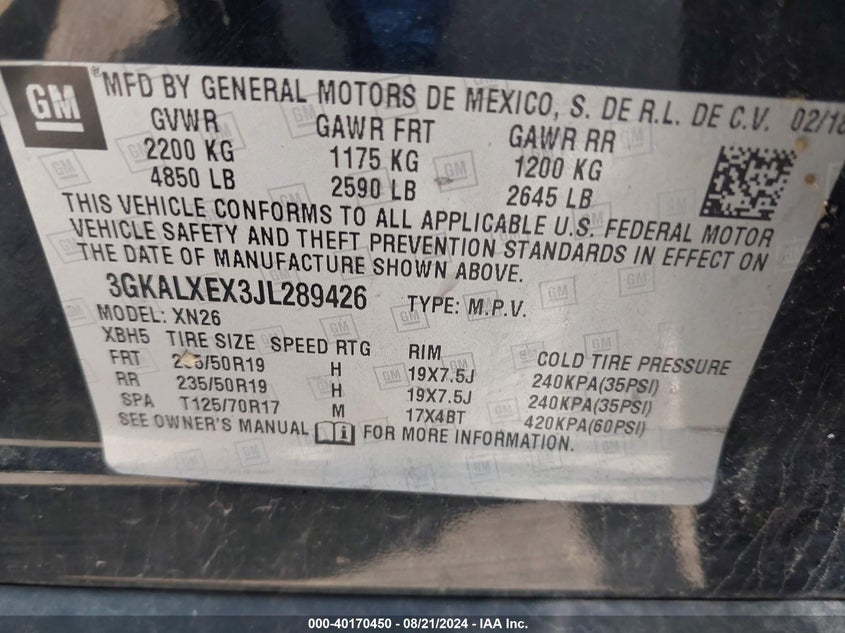 GM
® MFD BY GENERAL MOTORS DE MEXICO, S. DE R.L. DE C.V. 02/18
GVWR GAWR FRT GAWR RR
2200 KG 1175 KG 1200 KG
4850 LB 2590 LB 2645 LB
THIS VEHICLE CONFORMS TO ALL APPLICABLE U.S. FEDERAL MOTOR
VEHICLE SAFETY AND THEFT PREVENTION STANDARDS IN EFFECT ON
THE DATE OF MANUFACTURE SHOWN ABOVE.
3GKALXEX3JL289426 TYPE: M.P.V.
MODEL: XN26
XBH5 TIRE SIZE SPEED RTG RIM COLD TIRE PRESSURE
FRT 235/50R19 H 19X7.5J 240KPA(35PSI)
RR 235/50R19 H 19X7.5J 240KPA(35PSI)
SPA T125/70R17 M 17X4BT 420KPA(60PSI)
SEE OWNER'S MANUAL FOR MORE INFORMATION.
000-40170450 - 08/21/2024 - IAA Inc.